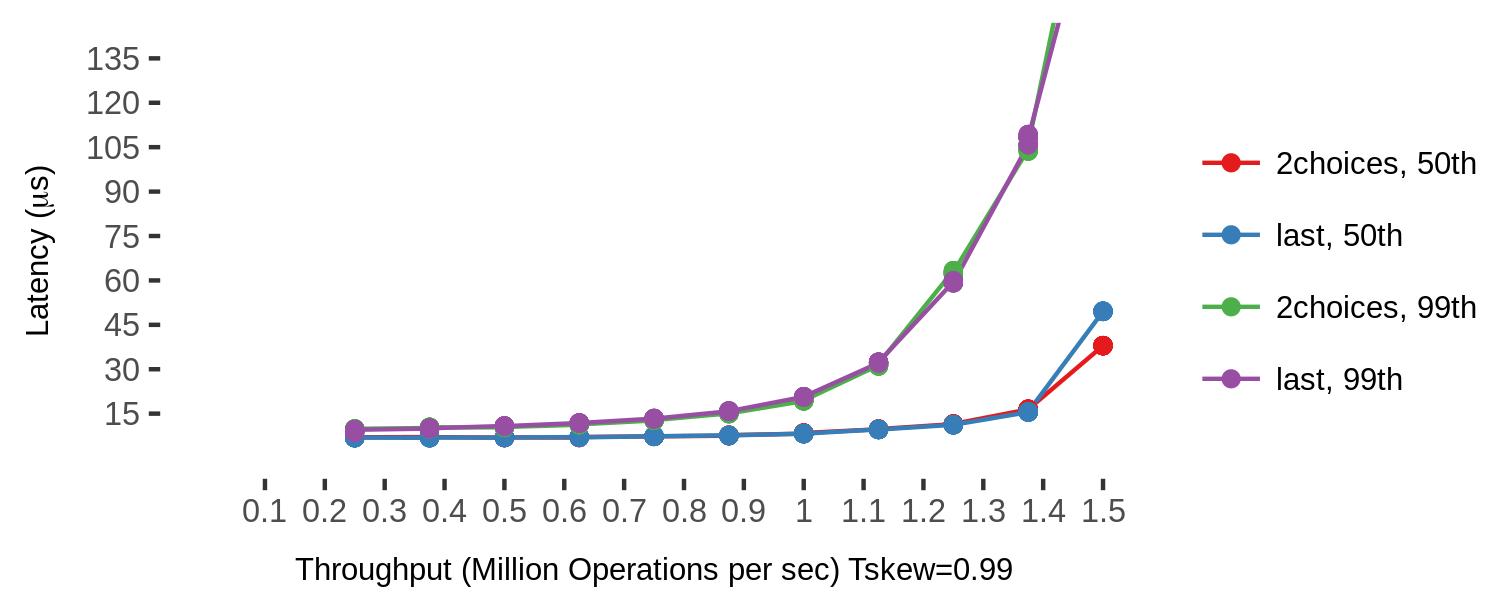 135
120
105
90
75
60
45
30
15
Latency (µs)
0.1 0.2 0.3 0.4 0.5 0.6 0.7 0.8 0.9 1 1.1 1.2 1.3 1.4 1.5
Throughput (Million Operations per sec) Tskew=0.99
2choices, 50th
last, 50th
2choices, 99th
last, 99th